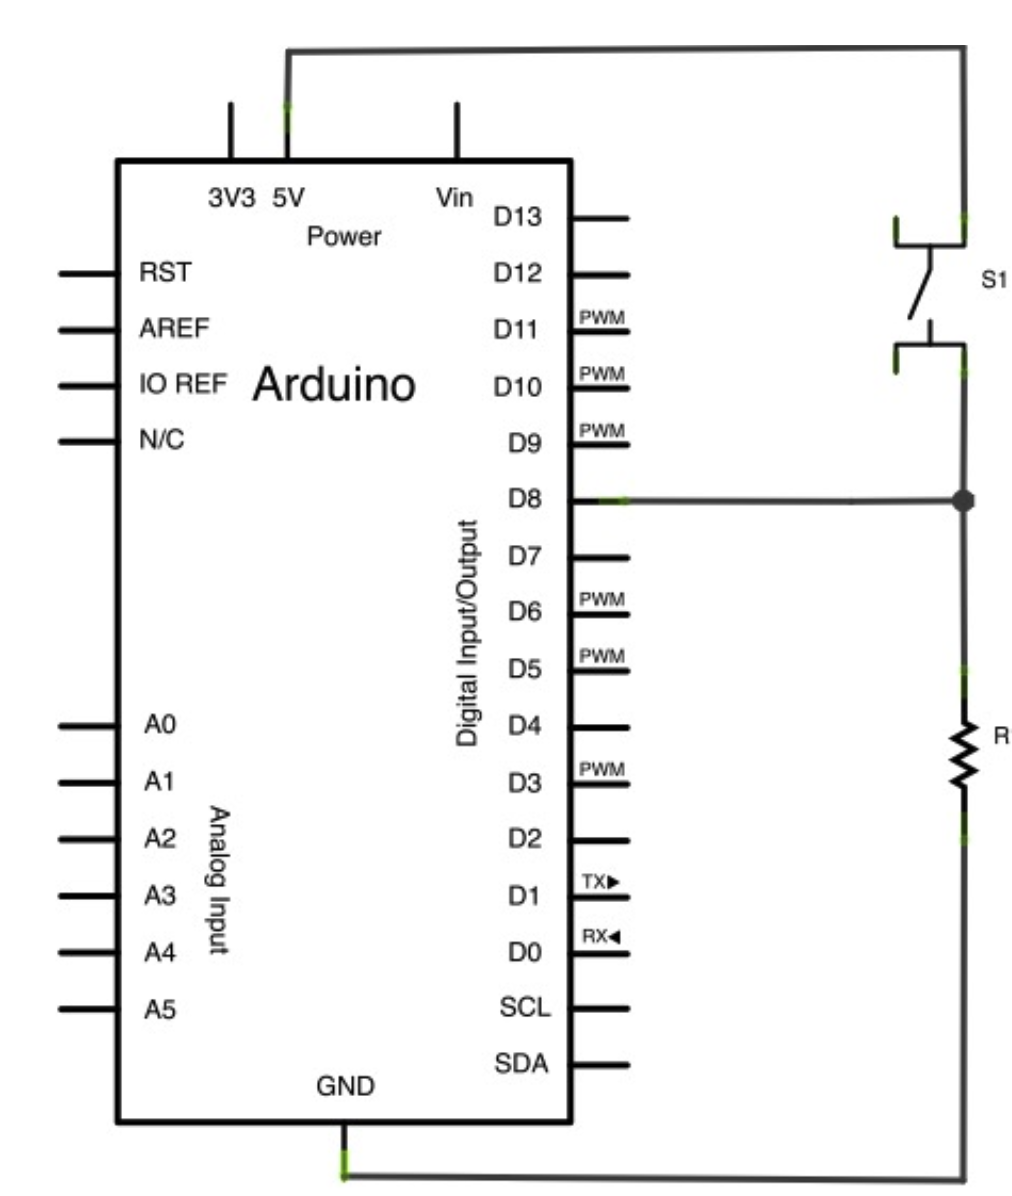 3V3 5V Vin
Power
D13
RST
D12
AREF
D11 PWM
IO REF
Arduino
D10 PWM
N/C
D9 PWM
D8
D7
D6 PWM
D5 PWM
Digital Input/Output
A0
D4
A1
D3 PWM
A2
D2
A3
D1 TX
A4
D0 RX
Analog Input
A5
SCL
SDA
GND
S1
R